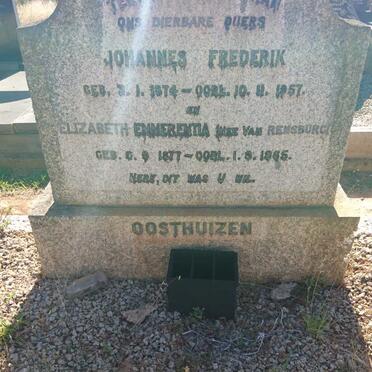 ONS DIERBARE OUERS
JOHANNES FREDERIK
GEB. 3. 1. 1874 — OORL. 10. 11. 1957.
EN
ELIZABETH EMMERENTIA (NEE VAN RENSBURG)
GEB. 6. 9 1877 — OORL. 1. 9. 1965.
HERE, DIT WAS U WIL.
OOSTHUIZEN